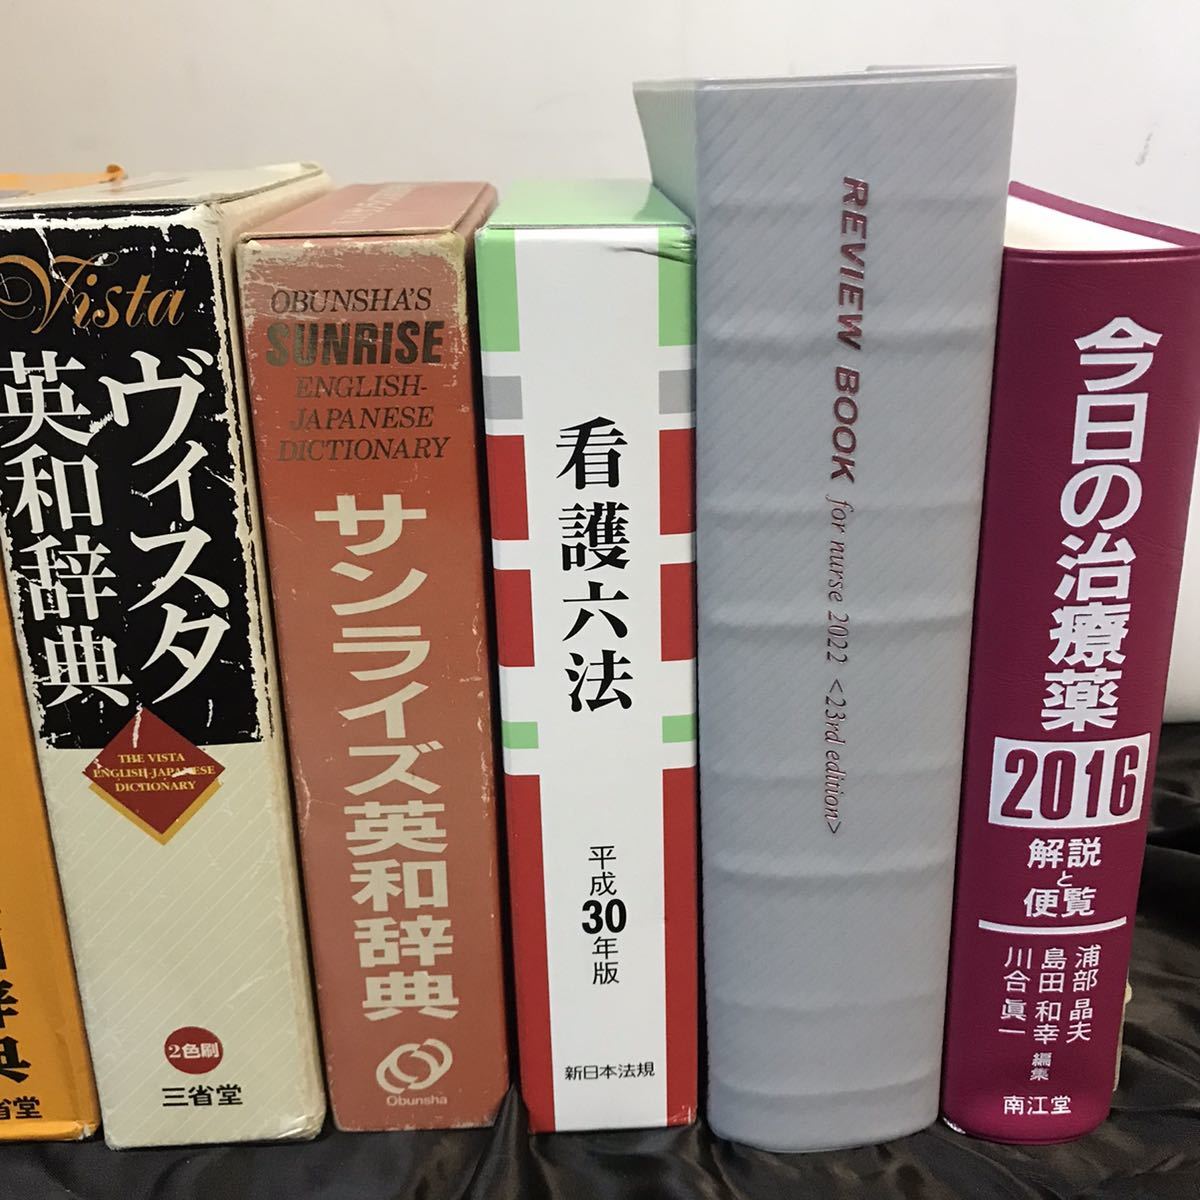 典
省堂
Vista
ヴィスタ
英和辞典
THE VISTA
ENGLISH-JAPANESE
DICTIONARY
2色刷
三省堂
OBUNSHA'S
SUNRISE
ENGLISH-
JAPANESE
DICTIONARY
サンライズ英和辞典
Obunsha
看護六法
平成30年版
新日本法規
REVIEW BOOK for nurse 2022 <23rd edition>
今日の治療薬
2016
解説
と
便覧
浦部 晶夫
島田 和幸
川合 眞一
編集
南江堂